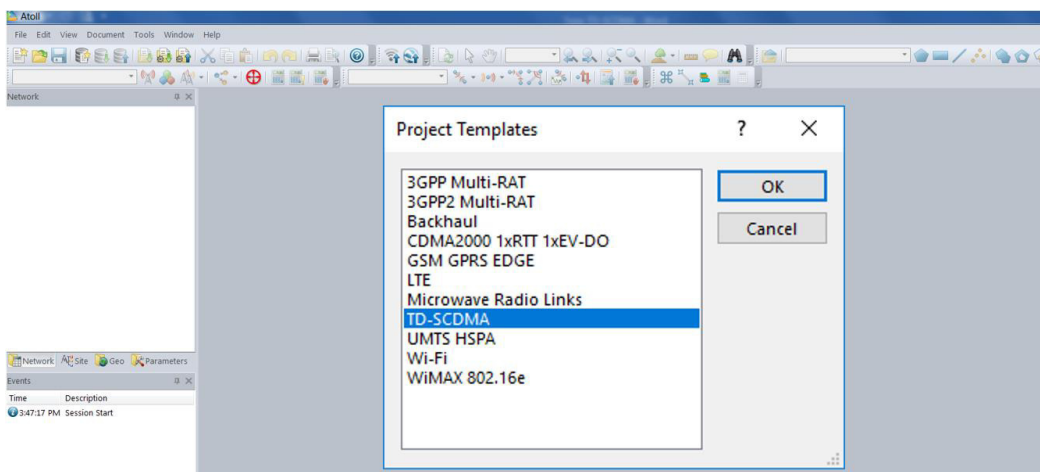 Atoll
File Edit View Document Tools Window Help
Network
Project Templates
?
3GPP Multi-RAT
3GPP2 Multi-RAT
Backhaul
CDMA2000 1xRTT 1xEV-DO
GSM GPRS EDGE
LTE
Microwave Radio Links
TD-SCDMA
UMTS HSPA
Wi-Fi
WiMAX 802.16e
OK
Cancel
Network Site Geo Parameters
Events
Time Description
3:47:17 PM Session Start